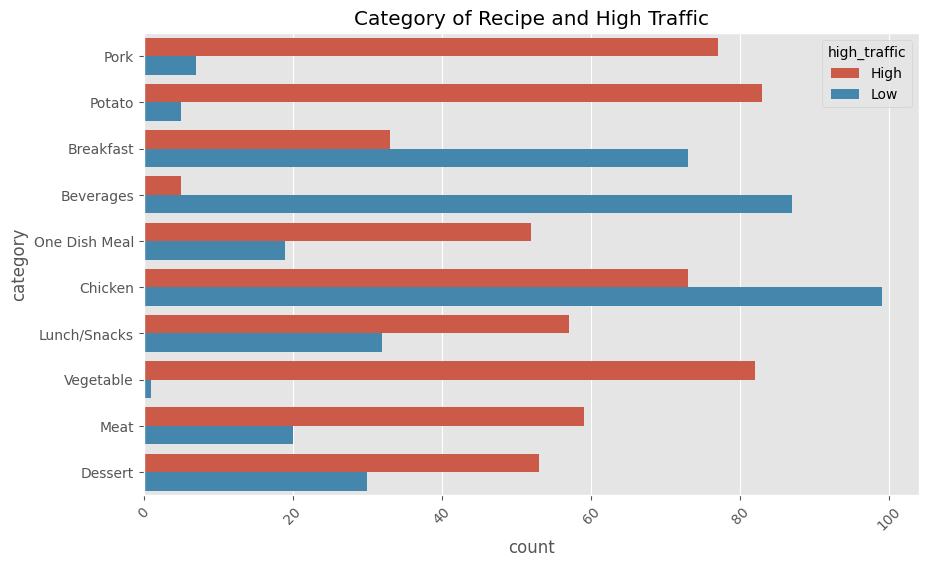 Category of Recipe and High Traffic
high_traffic
High
Low
category
Pork
Potato
Breakfast
Beverages
One Dish Meal
Chicken
Lunch/Snacks
Vegetable
Meat
Dessert
0 20 40 60 80 100
count